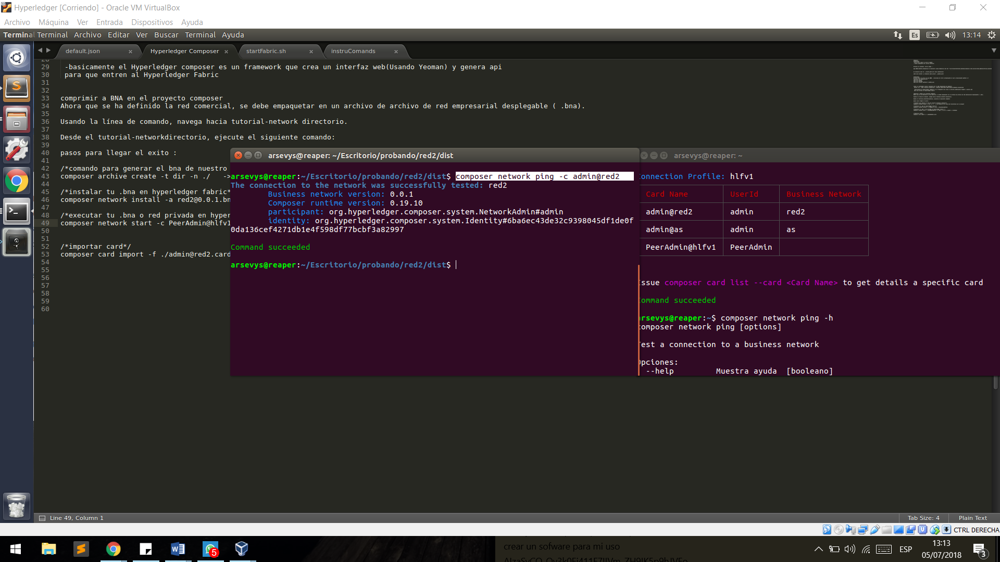 Hyperledger [Corriendo] - Oracle VM VirtualBox
Archivo Máquina Ver Entrada Dispositivos Ayuda
Terminal Terminal Archivo Editar Ver Buscar Terminal Ayuda
Es 13:14
default.json × Hyperledger Composer × startFabric.sh × instruComands ×
28
29 -basicamente el Hyperledger composer es un framework que crea un interfaz web(Usando Yeoman) y genera api
30 para que entren al Hyperledger Fabric
31
32
33 comprimir a BNA en el proyecto composer
34 Ahora que se ha definido la red comercial, se debe empaquetar en un archivo de archivo de red empresarial desplegable ( .bna).
35
36 Usando la línea de comando, navega hacia tutorial-network directorio.
37
38 Desde el tutorial-networkdirectorio, ejecute el siguiente comando:
39
40 pasos para llegar el exito :
41
42 /*comando para generar el bna de nuestro
43 composer archive create -t dir -n ./ ->
44
45 /*instalar tu .bna en hyperledger fabric*
46 composer network install -a red2@0.0.1.bn
47
48 /*executar tu .bna o red privada en hyper
49 composer network start -c PeerAdmin@hlfv1
50
51
52 /*importar card*/
53 composer card import -f ./admin@red2.card
54
55
56
57
58
59
60
arsevys@reaper: ~/Escritorio/probando/red2/dist
arsevys@reaper:~/Escritorio/probando/red2/dist$ composer network ping -c admin@red2
The connection to the network was successfully tested: red2
Business network version: 0.0.1
Composer runtime version: 0.19.10
participant: org.hyperledger.composer.system.NetworkAdmin#admin
identity: org.hyperledger.composer.system.Identity#6ba6ec43de32c9398045df1de0f
0da136cef4271db1e4f598df77bcbf3a82997
Command succeeded
arsevys@reaper:~/Escritorio/probando/red2/dist$
arsevys@reaper: ~
Connection Profile: hlfv1
Card Name UserId Business Network
admin@red2 admin red2
admin@as admin as
PeerAdmin@hlfv1 PeerAdmin
Issue composer card list --card <Card Name> to get details a specific card
Command succeeded
arsevys@reaper:~$ composer network ping -h
composer network ping [options]
Test a connection to a business network
Opciones:
--help Muestra ayuda [booleano]
Line 49, Column 1
Tab Size: 4 Plain Text
CTRL DERECHA
crear un sofware para mi uso
5
ESP
13:13
05/07/2018
3